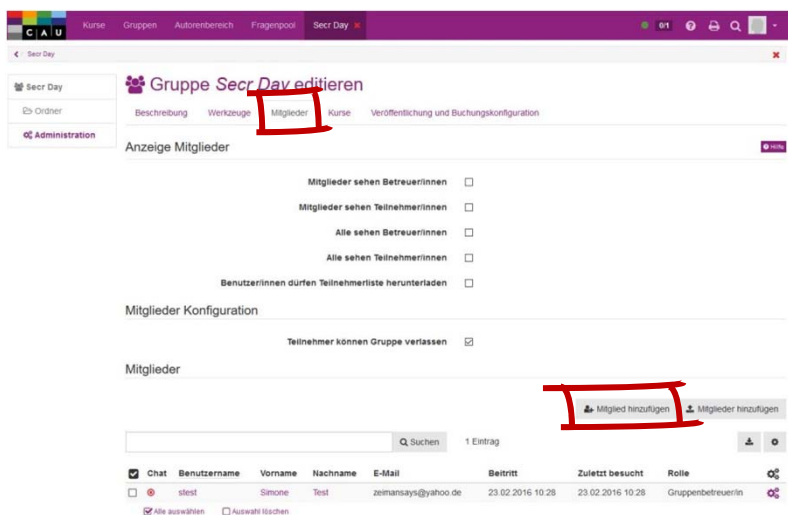 C A U Kurse Gruppen Autorenbereich Fragenpool Secr Day 0/1
Secr Day
Secr Day
Ordner
Administration
Gruppe Secr Day editieren
Beschreibung Werkzeuge Mitglieder Kurse Veröffentlichung und Buchungskonfiguration
Anzeige Mitglieder Hilfe
Mitglieder sehen Betreuer/innen
Mitglieder sehen Teilnehmer/innen
Alle sehen Betreuer/innen
Alle sehen Teilnehmer/innen
Benutzer/innen dürfen Teilnehmerliste herunterladen
Mitglieder Konfiguration
Teilnehmer können Gruppe verlassen
Mitglieder
Mitglied hinzufügen Mitglieder hinzufügen
Suchen 1 Eintrag
Chat Benutzername Vorname Nachname E-Mail Beitritt Zuletzt besucht Rolle
stest Simone Test zeimansays@yahoo.de 23.02.2016 10:28 23.02.2016 10:28 Gruppenbetreuer/in
Alle auswählen Auswahl löschen